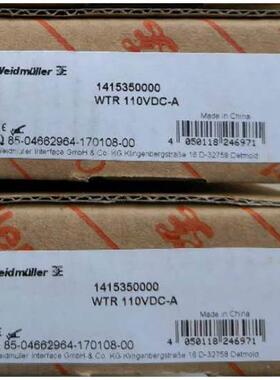 Weidmüller
1415350000
WTR 110VDC-A
Made in China
85-04662964-170108-00
4 050118 246971
Weidmüller Interface GmbH & Co. KG Klingenbergstraße 16 D-32758 Detmold
Weidmüller
1415350000
WTR 110VDC-A
Made in China
85-04662964-170108-00
4 050118 246971
Weidmüller Interface GmbH & Co. KG Klingenbergstraße 16 D-32758 Detmold